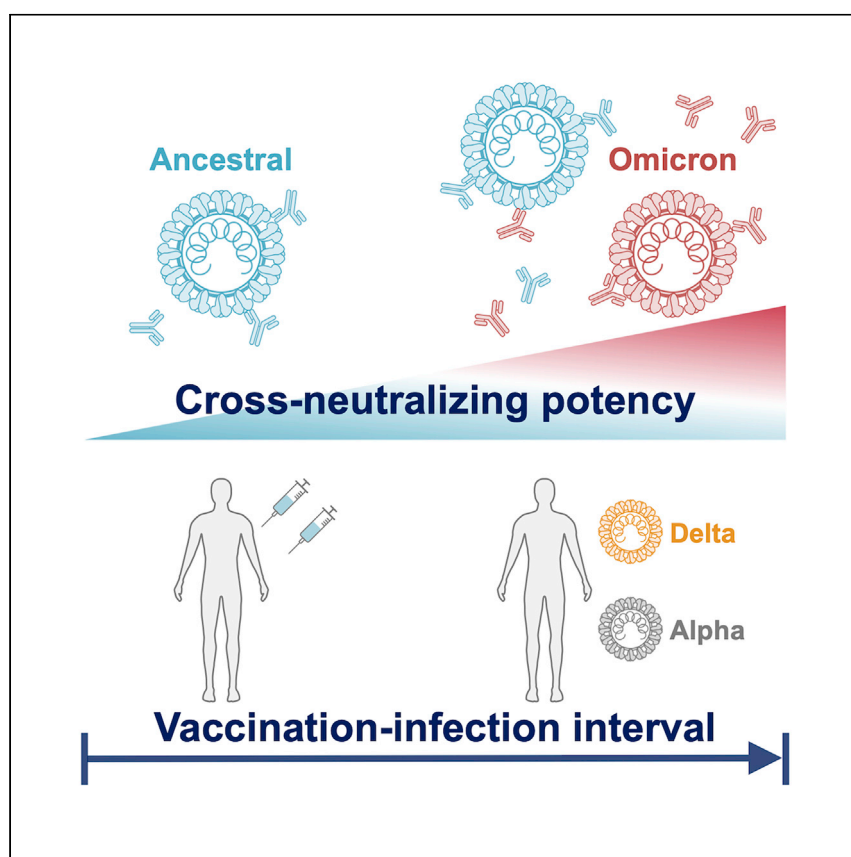 Ancestral
Omicron
Cross-neutralizing potency
Delta
Alpha
Vaccination-infection interval